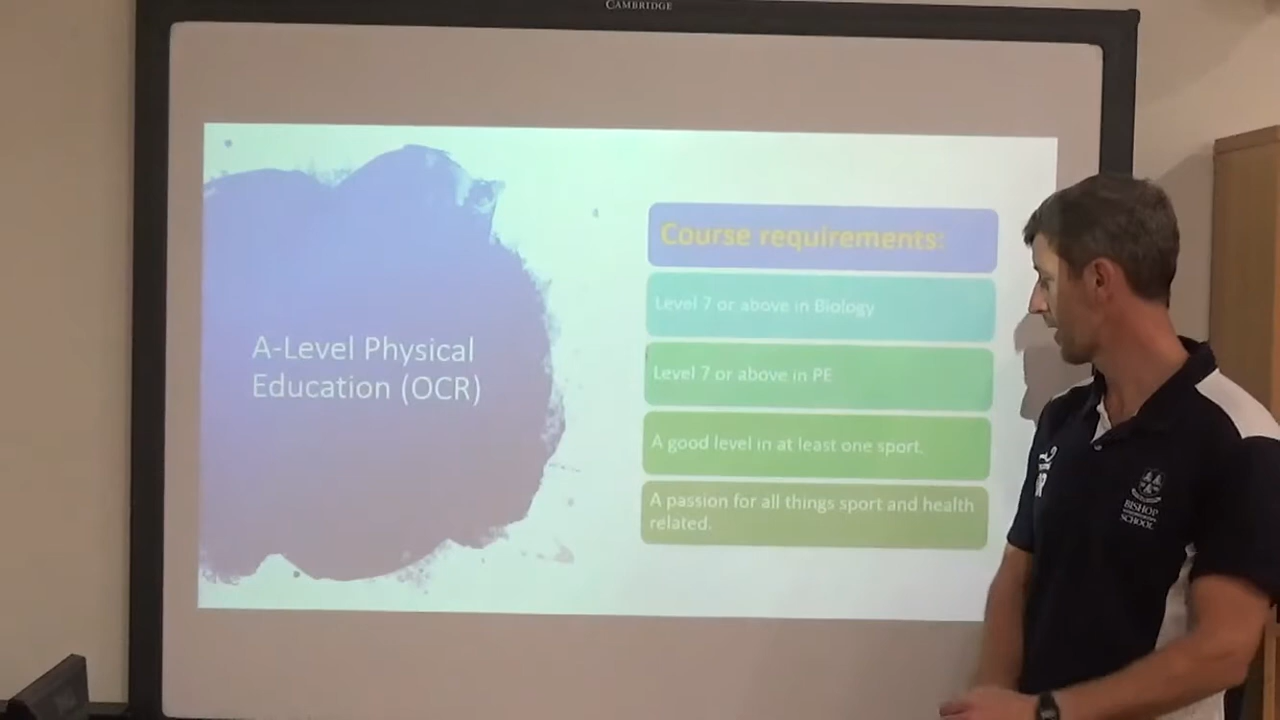 CAMBRIDGE
A-Level Physical
Education (OCR)
Course requirements:
Level 7 or above in Biology
Level 7 or above in PE
A good level in at least one sport.
A passion for all things sport and health
related.
BISHOP
SCHOOL